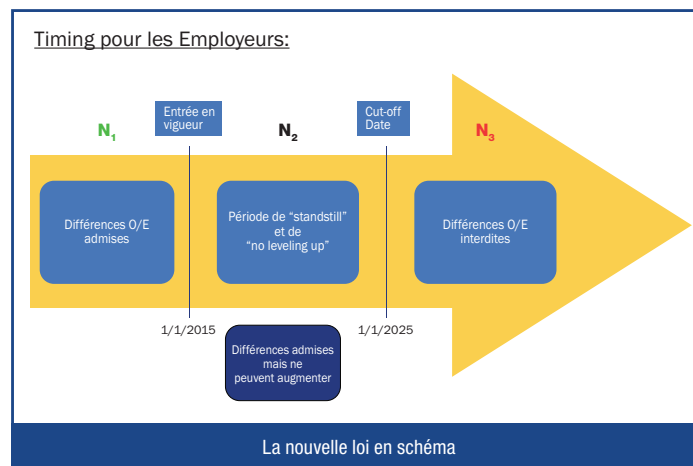 Timing pour les Employeurs:
N1
Entrée en
vigueur
N2
Cut-off
Date
N3
Différences O/E
admises
Période de “standstill”
et de
“no leveling up”
Différences O/E
interdites
1/1/2015
1/1/2025
Différences admises
mais ne
peuvent augmenter
La nouvelle loi en schéma